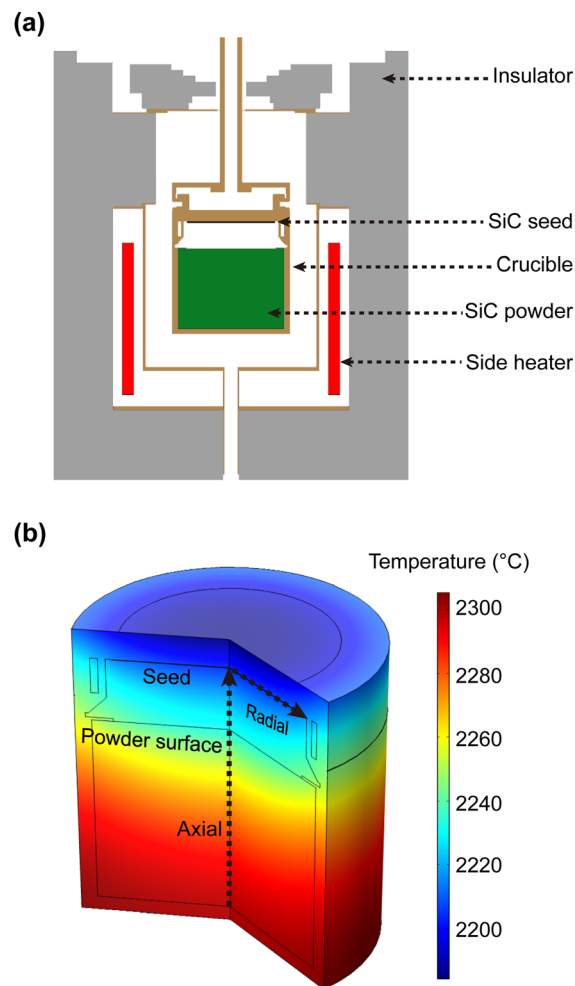 (a)
Insulator
SiC seed
Crucible
SiC powder
Side heater
(b)
Temperature (°C)
Seed
Radial
Powder surface
Axial
2300
2280
2260
2240
2220
2200